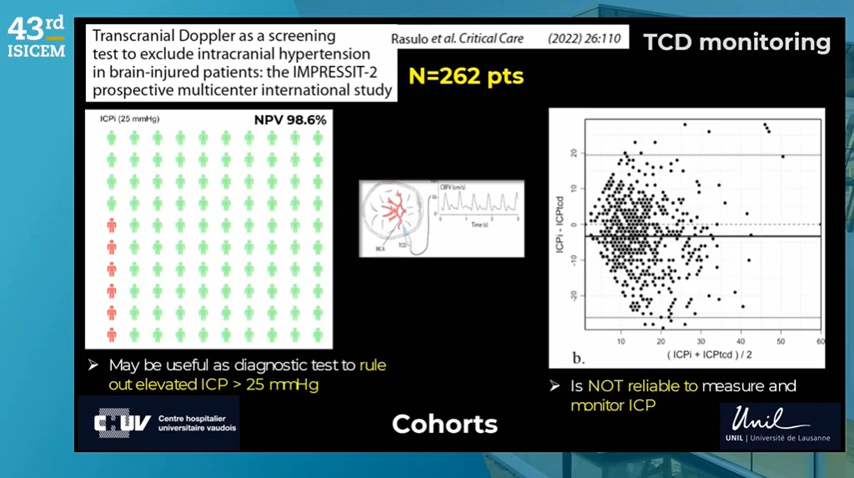 43rd
ISICEM
Transcranial Doppler as a screening
test to exclude intracranial hypertension
in brain-injured patients: the IMPRESSIT-2
prospective multicenter international study
Rasulo et al. Critical Care (2022) 26:110
TCD monitoring
N=262 pts
ICPi (25 mmHg)
NPV 98.6%
CBFV (cm/s)
Time (s)
MCA
TCD
ICPi - ICPtcd
20
10
0
-10
-20
10 20 30 40 50 60
( ICPi + ICPtcd ) / 2
b.
➢ May be useful as diagnostic test to rule
out elevated ICP > 25 mmHg
➢ Is NOT reliable to measure and
monitor ICP
CHUV
Centre hospitalier
universitaire vaudois
Cohorts
Unil
UNIL | Université de Lausanne